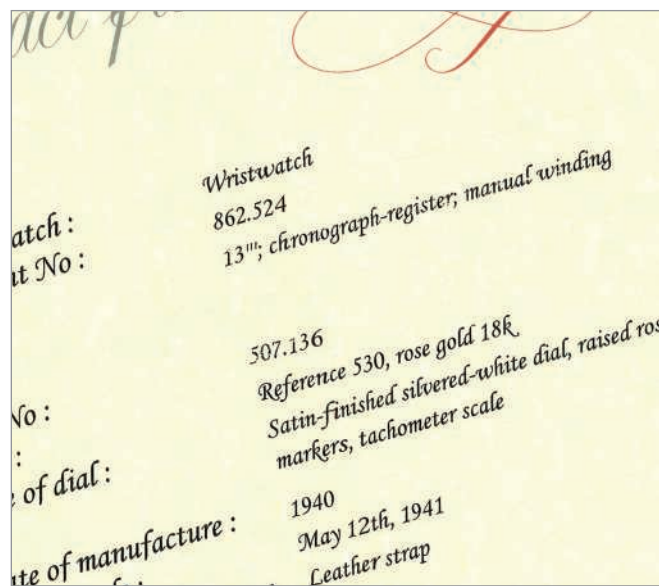 Wristwatch
atch : 862.524
nt No : 13'''; chronograph-register; manual winding
507.136
No : Reference 530, rose gold 18k
: Satin-finished silvered-white dial, raised ros
e of dial : markers, tachometer scale
1940
ate of manufacture : May 12th, 1941
Leather strap